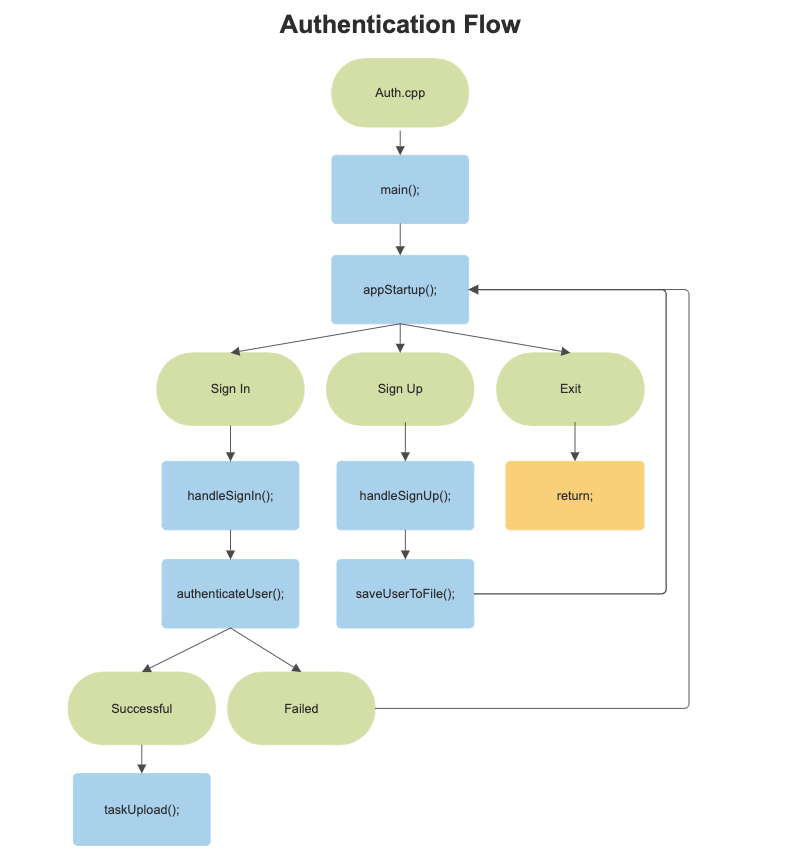 Authentication Flow
Auth.cpp
main();
appStartup();
Sign In
Sign Up
Exit
handleSignIn();
handleSignUp();
return;
authenticateUser();
saveUserToFile();
Successful
Failed
taskUpload();